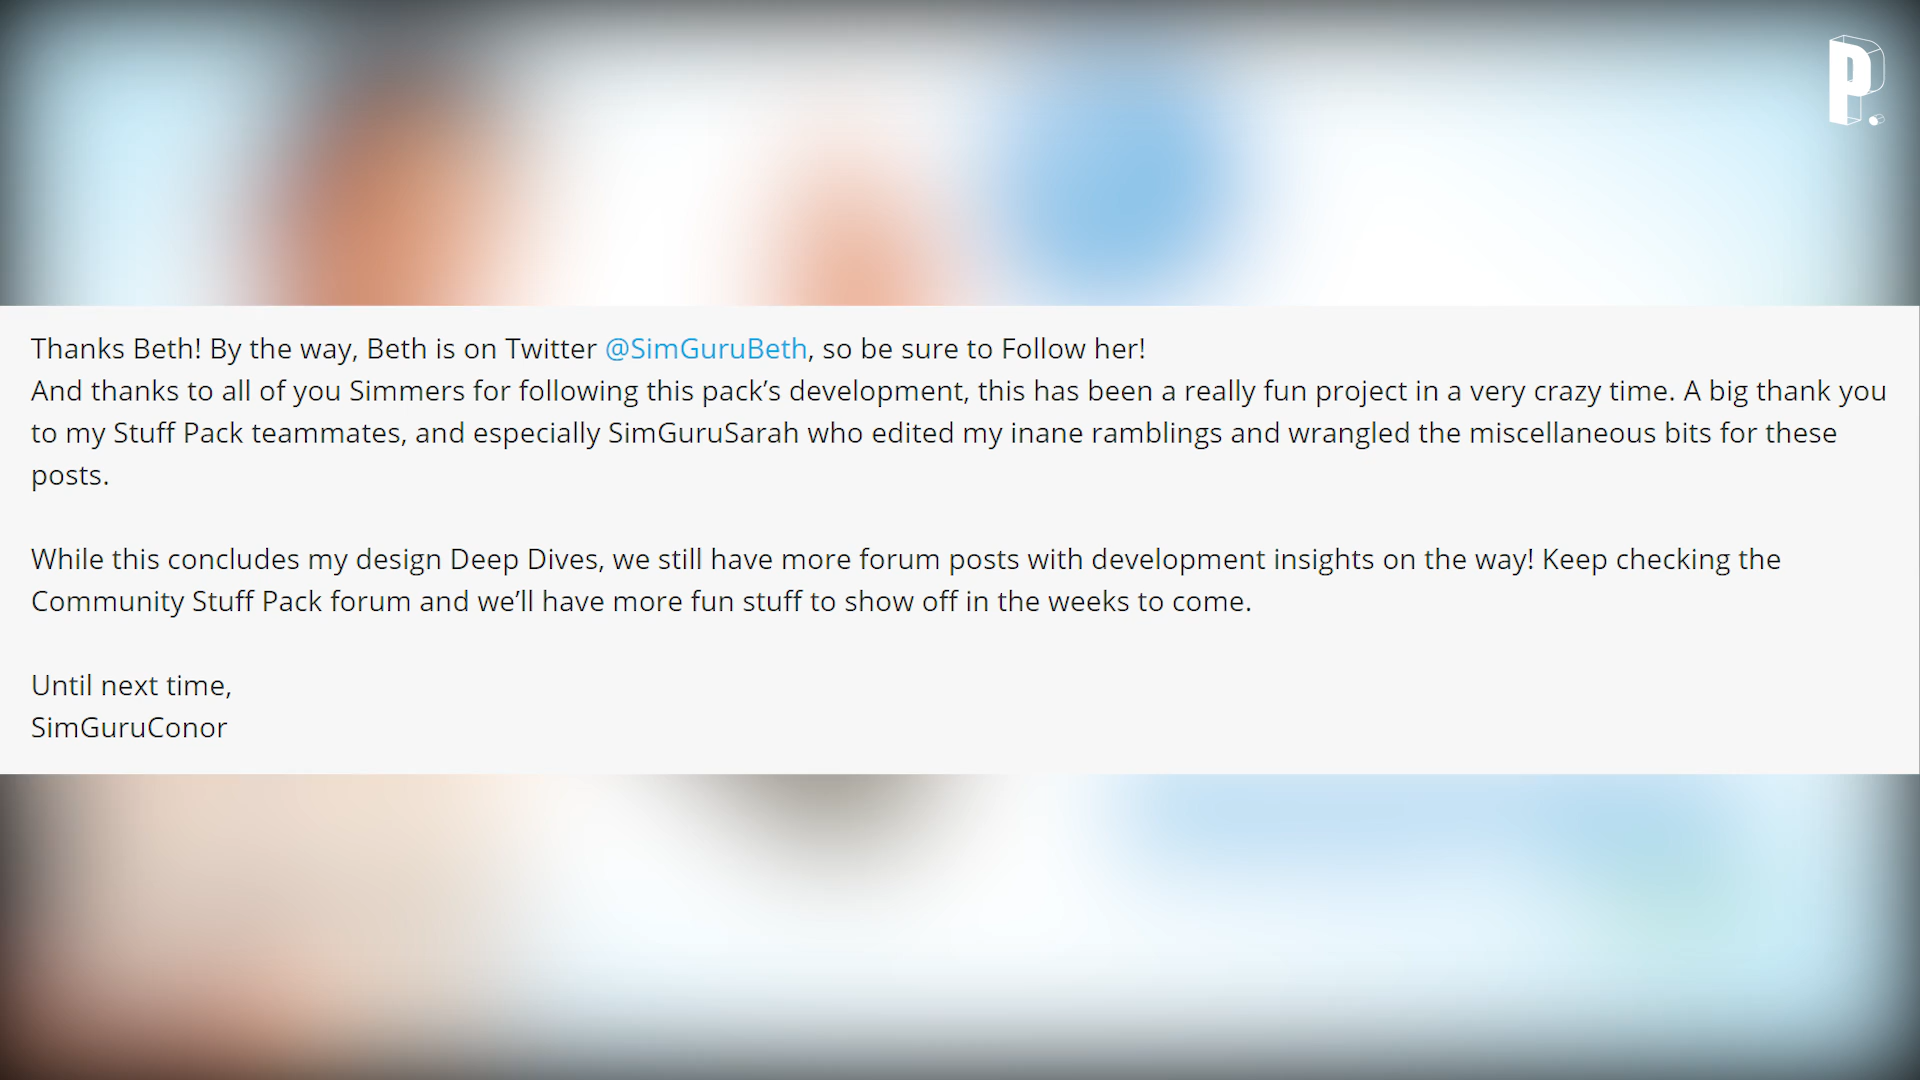 P.
Thanks Beth! By the way, Beth is on Twitter @SimGuruBeth, so be sure to Follow her!
And thanks to all of you Simmers for following this pack’s development, this has been a really fun project in a very crazy time. A big thank you
to my Stuff Pack teammates, and especially SimGuruSarah who edited my inane ramblings and wrangled the miscellaneous bits for these
posts.
While this concludes my design Deep Dives, we still have more forum posts with development insights on the way! Keep checking the
Community Stuff Pack forum and we’ll have more fun stuff to show off in the weeks to come.
Until next time,
SimGuruConor